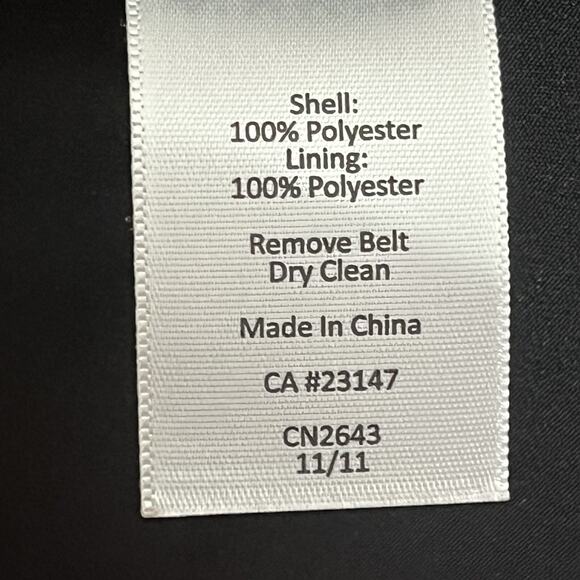 Shell:
100% Polyester
Lining:
100% Polyester
Remove Belt
Dry Clean
Made In China
CA #23147
CN2643
11/11